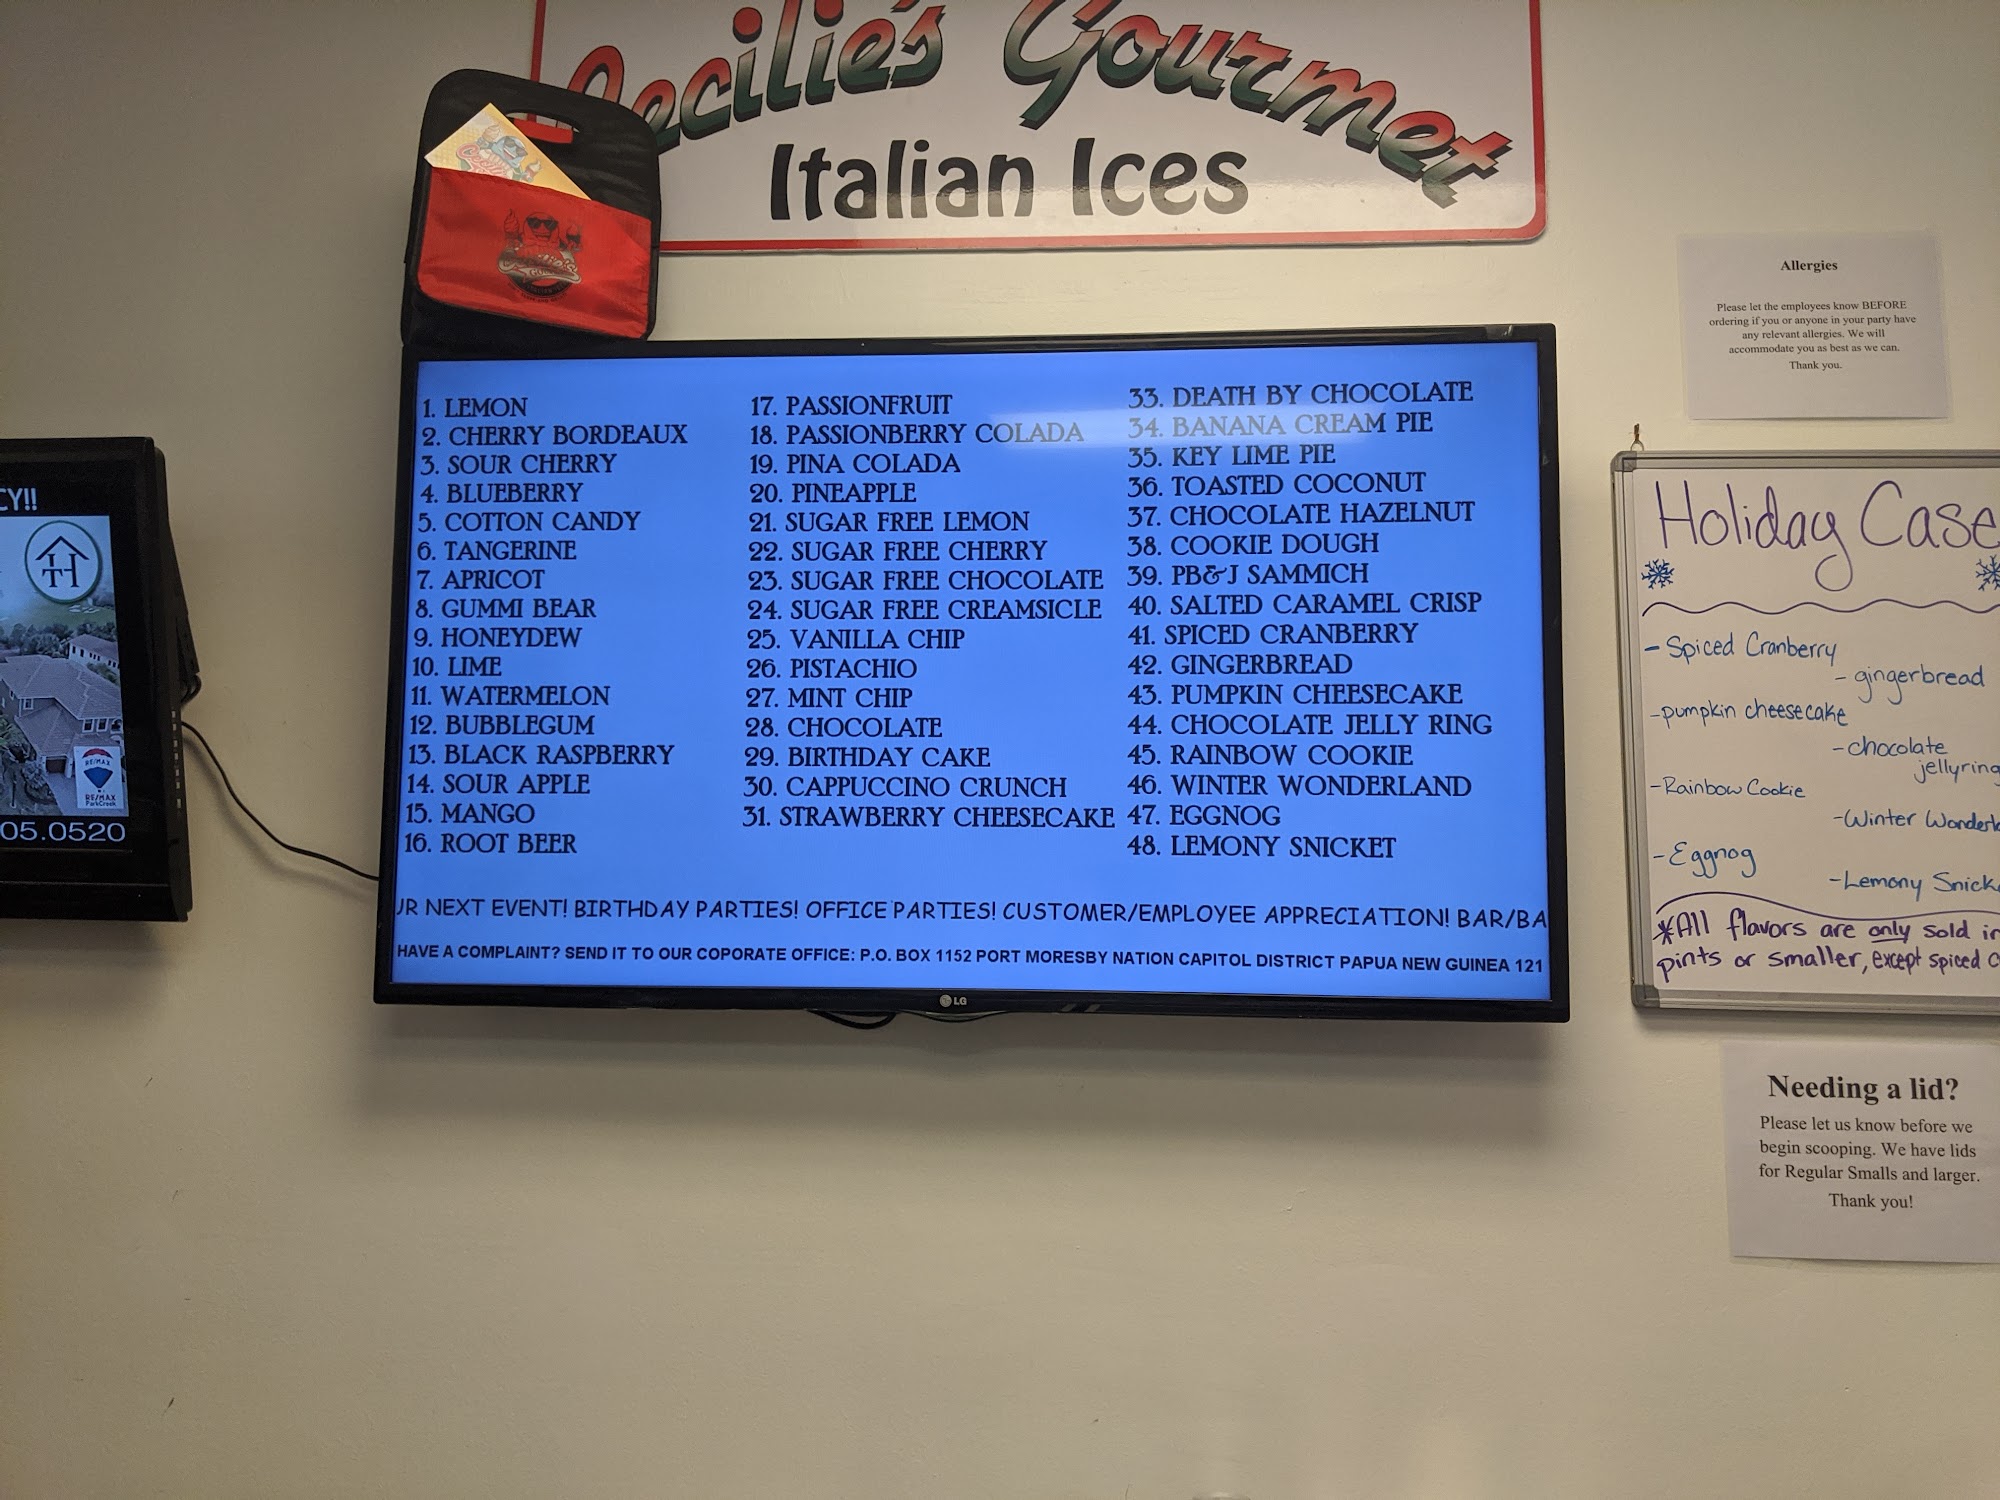 Cecilie's Gourmet
Italian Ices
CY!!
TH
RE/MAX
RE/MAX
ParkCreek
05.0520
1. LEMON
2. CHERRY BORDEAUX
3. SOUR CHERRY
4. BLUEBERRY
5. COTTON CANDY
6. TANGERINE
7. APRICOT
8. GUMMI BEAR
9. HONEYDEW
10. LIME
11. WATERMELON
12. BUBBLEGUM
13. BLACK RASPBERRY
14. SOUR APPLE
15. MANGO
16. ROOT BEER
17. PASSIONFRUIT
18. PASSIONBERRY COLADA
19. PINA COLADA
20. PINEAPPLE
21. SUGAR FREE LEMON
22. SUGAR FREE CHERRY
23. SUGAR FREE CHOCOLATE
24. SUGAR FREE CREAMSICLE
25. VANILLA CHIP
26. PISTACHIO
27. MINT CHIP
28. CHOCOLATE
29. BIRTHDAY CAKE
30. CAPPUCCINO CRUNCH
31. STRAWBERRY CHEESECAKE
33. DEATH BY CHOCOLATE
34. BANANA CREAM PIE
35. KEY LIME PIE
36. TOASTED COCONUT
37. CHOCOLATE HAZELNUT
38. COOKIE DOUGH
39. PB&J SAMMICH
40. SALTED CARAMEL CRISP
41. SPICED CRANBERRY
42. GINGERBREAD
43. PUMPKIN CHEESECAKE
44. CHOCOLATE JELLY RING
45. RAINBOW COOKIE
46. WINTER WONDERLAND
47. EGGNOG
48. LEMONY SNICKET
UR NEXT EVENT! BIRTHDAY PARTIES! OFFICE PARTIES! CUSTOMER/EMPLOYEE APPRECIATION! BAR/BA
HAVE A COMPLAINT? SEND IT TO OUR COPORATE OFFICE: P.O. BOX 1152 PORT MORESBY NATION CAPITOL DISTRICT PAPUA NEW GUINEA 121
LG
Allergies
Please let the employees know BEFORE
ordering if you or anyone in your party have
any relevant allergies. We will
accommodate you as best as we can.
Thank you.
Holiday Case
- Spiced Cranberry
- gingerbread
- pumpkin cheesecake
- chocolate
jellyring
- Rainbow Cookie
- Winter Wonderl
- Eggnog
- Lemony Snick
*All flavors are only sold in
pints or smaller, except spiced c
Needing a lid?
Please let us know before we
begin scooping. We have lids
for Regular Smalls and larger.
Thank you!